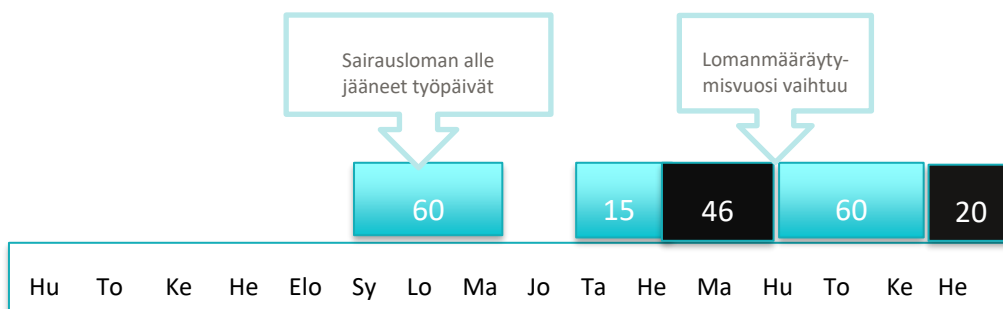 Sairausloman alle
jääneet työpäivät
Lomanmääräyty-
misvuosi vaihtuu
60 15 46 60 20
Hu To Ke He Elo Sy Lo Ma Jo Ta He Ma Hu To Ke He